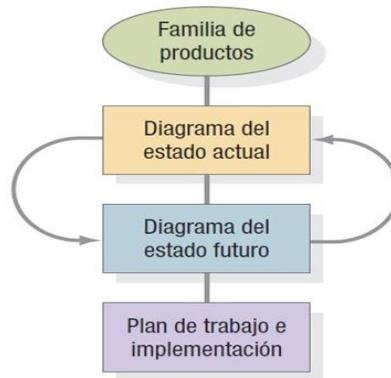 Familia de
productos
Diagrama del
estado actual
Diagrama del
estado futuro
Plan de trabajo e
implementación